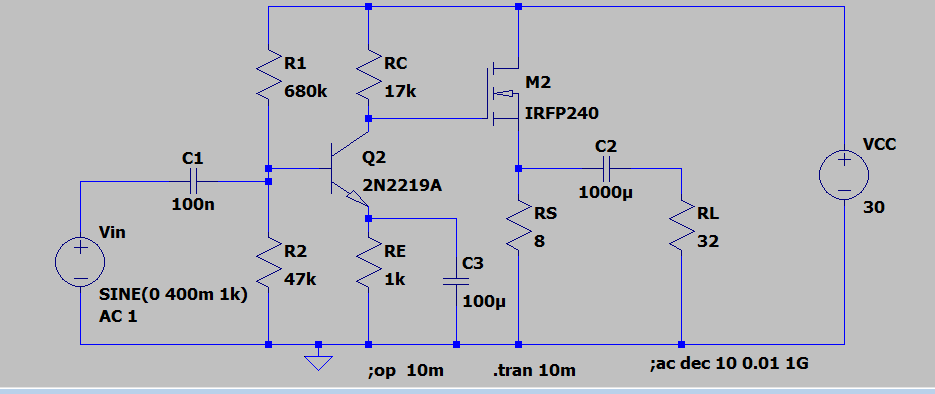 R1
680k
RC
17k
M2
IRFP240
C1
100n
Q2
2N2219A
C2
1000µ
VCC
30
Vin
SINE(0 400m 1k)
AC 1
R2
47k
RE
1k
C3
100µ
RS
8
RL
32
;op 10m
.tran 10m
;ac dec 10 0.01 1G